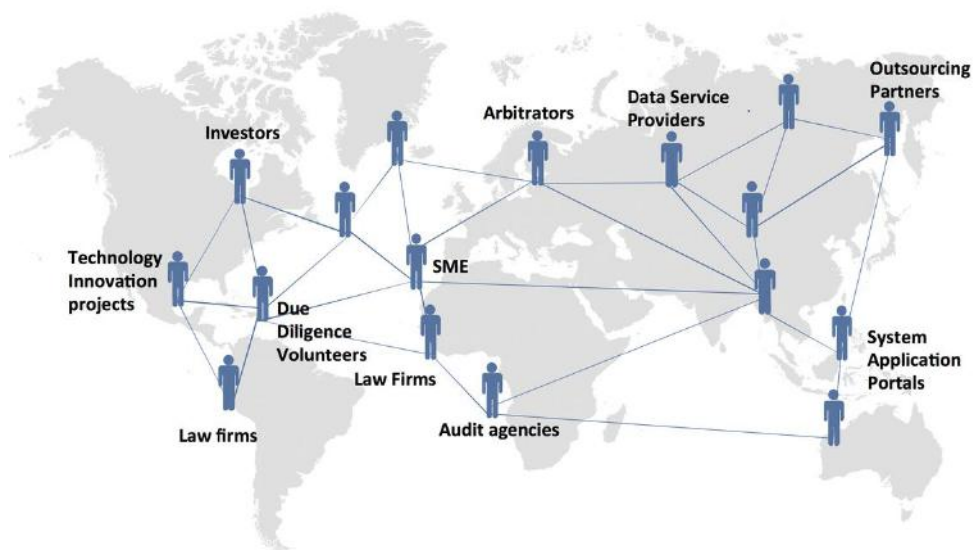 Outsourcing
Partners
Data Service
Providers
Arbitrators
Investors
Technology
Innovation
projects
SME
Due
Diligence
Volunteers
Law Firms
System
Application
Portals
Law firms
Audit agencies